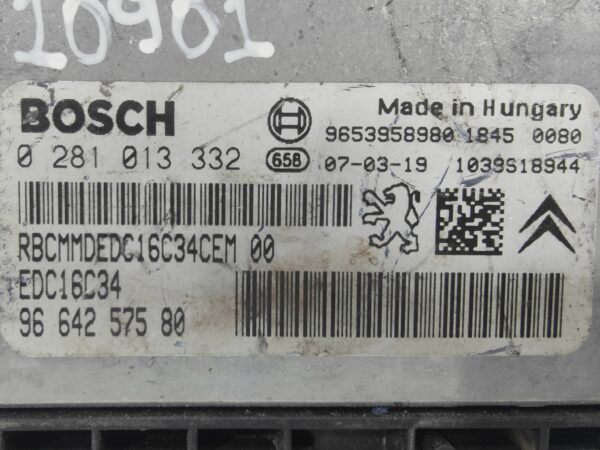 10901
BOSCH
Made in Hungary
9653958980 1845 0080
0 281 013 332 658 07-03-19 1039S18944
RBCMMDEDC16C34CEM 00
EDC16C34
96 642 575 80